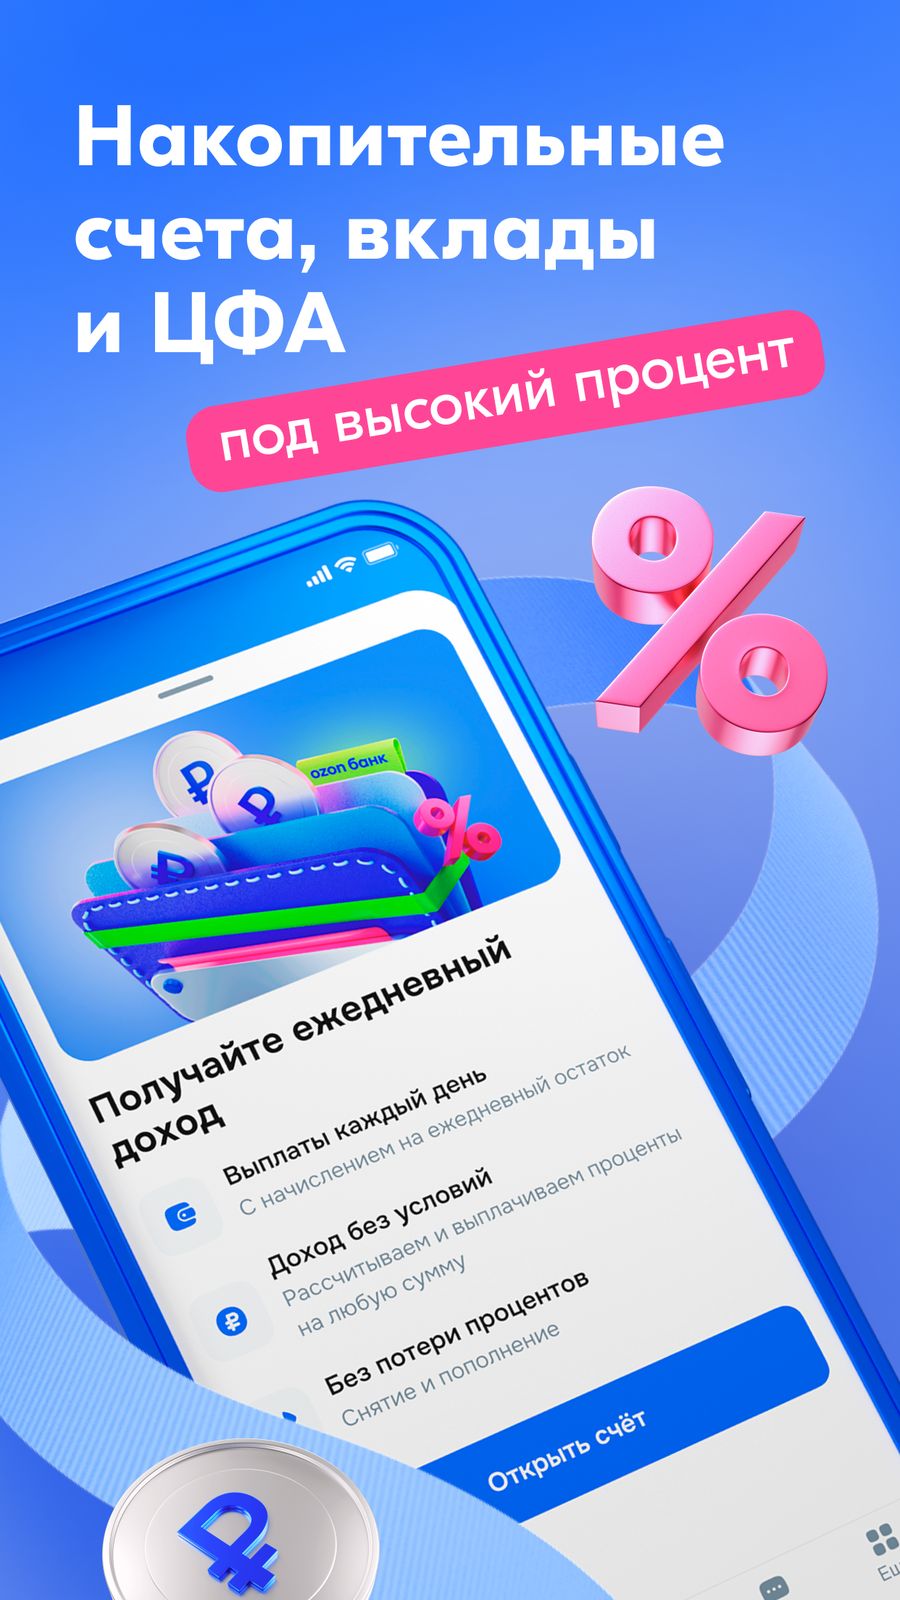 Накопительные
счета, вклады
и ЦФА
под высокий процент
ozon банк
Получайте ежедневный
доход
Выплаты каждый день
С начислением на ежедневный остаток
Доход без условий
Рассчитываем и выплачиваем проценты
на любую сумму
Без потери процентов
Снятие и пополнение
Открыть счёт